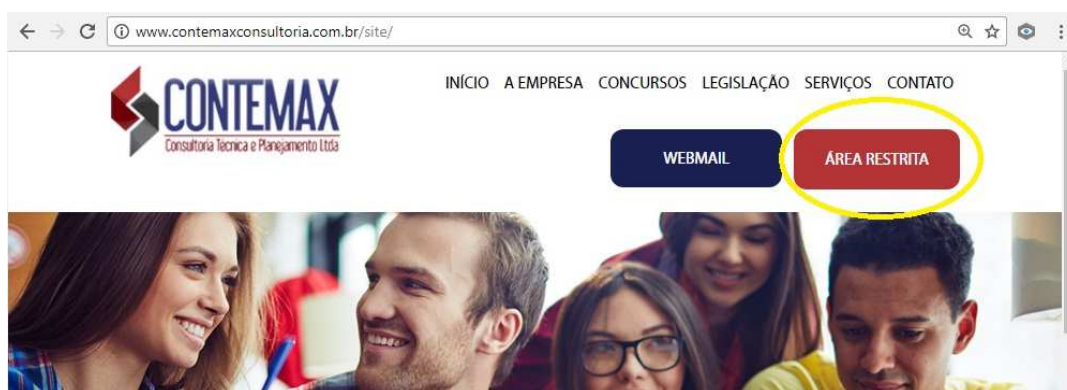 www.contemaxconsultoria.com.br/site/
CONTEMAX
Consultoria Tecnica e Planejamento Ltda
INÍCIO A EMPRESA CONCURSOS LEGISLAÇÃO SERVIÇOS CONTATO
WEBMAIL ÁREA RESTRITA